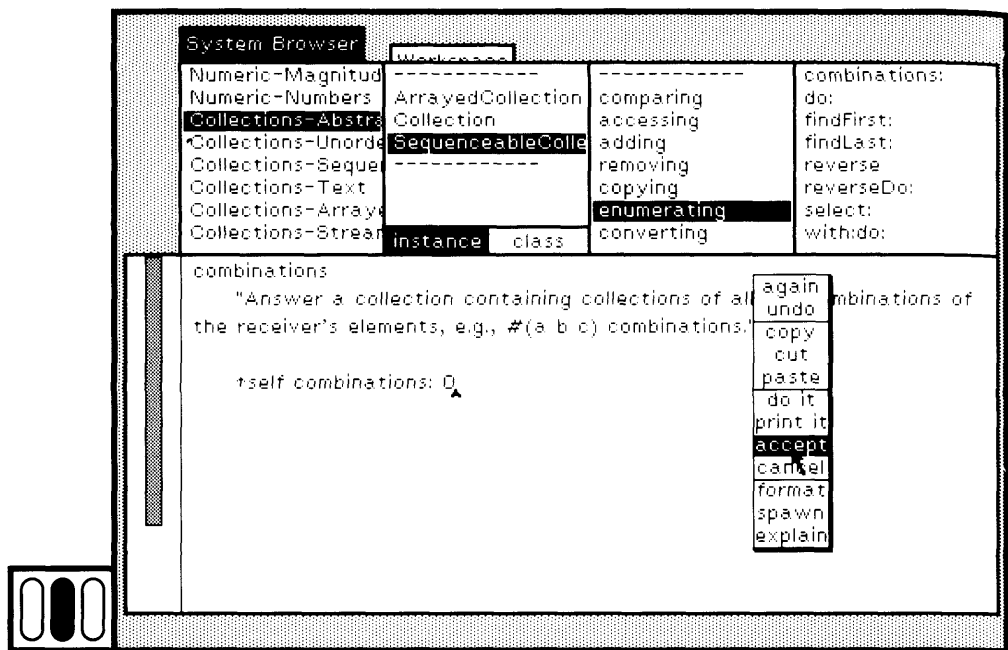 System Browser
Workspace
Numeric-Magnitud
Numeric-Numbers
Collections-Abstra
Collections-Unorde
Collections-Sequer
Collections-Text
Collections-Arraye
Collections-Stream
------------
ArrayedCollection
Collection
SequenceableColle
------------
instance class
------------
comparing
accessing
adding
removing
copying
enumerating
converting
combinations:
do:
findFirst:
findLast:
reverse
reverseDo:
select:
with:do:
combinations
"Answer a collection containing collections of all mbinations of
the receiver's elements, e.g., #(a b c) combinations."
↑self combinations: 0
again
undo
copy
cut
paste
do it
print it
accept
cancel
format
spawn
explain